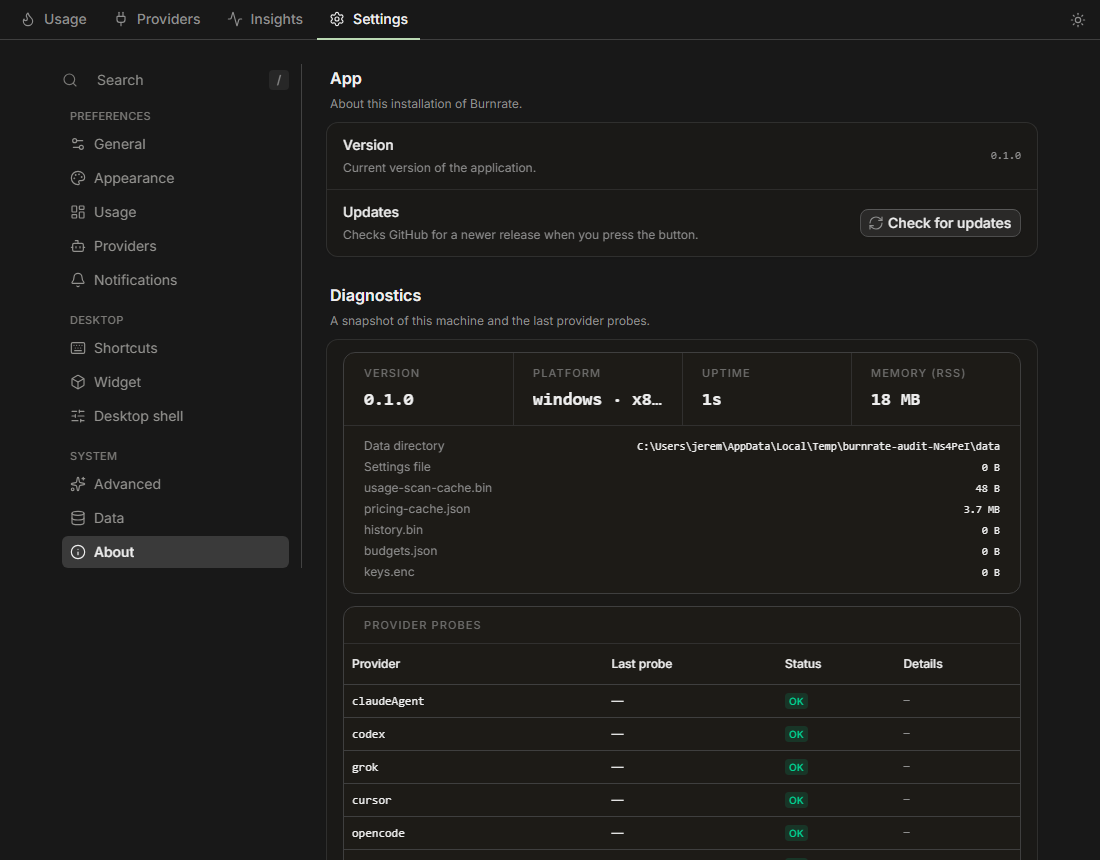 Usage Providers Insights Settings
Search /
PREFERENCES
General
Appearance
Usage
Providers
Notifications
DESKTOP
Shortcuts
Widget
Desktop shell
SYSTEM
Advanced
Data
About
App
About this installation of Burnrate.
Version
Current version of the application.
0.1.0
Updates
Checks GitHub for a newer release when you press the button.
Check for updates
Diagnostics
A snapshot of this machine and the last provider probes.
VERSION PLATFORM UPTIME MEMORY (RSS)
0.1.0 windows · x8… 1s 18 MB
Data directory C:\Users\jerem\AppData\Local\Temp\burnrate-audit-Ns4PeI\data
Settings file 0 B
usage-scan-cache.bin 48 B
pricing-cache.json 3.7 MB
history.bin 0 B
budgets.json 0 B
keys.enc 0 B
PROVIDER PROBES
Provider Last probe Status Details
claudeAgent — OK –
codex — OK –
grok — OK –
cursor — OK –
opencode — OK –